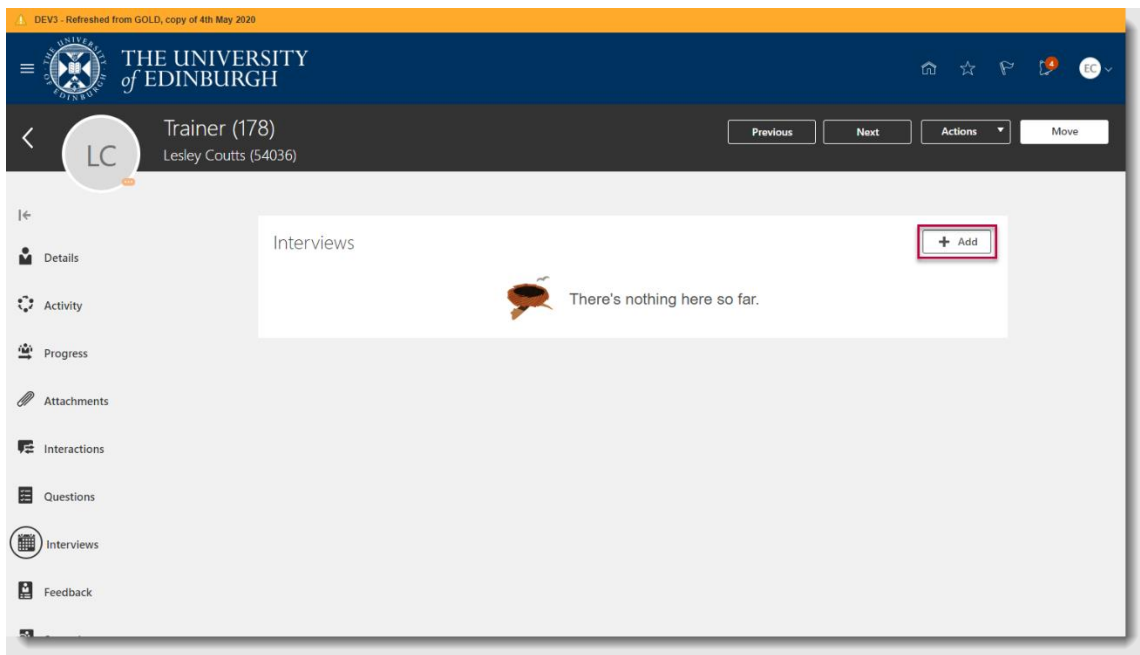 DEV3 - Refreshed from GOLD, copy of 4th May 2020
THE UNIVERSITY
of EDINBURGH
4
EC
LC
Trainer (178)
Lesley Coutts (54036)
Previous
Next
Actions
Move
Interviews
Add
There's nothing here so far.
Details
Activity
Progress
Attachments
Interactions
Questions
Interviews
Feedback